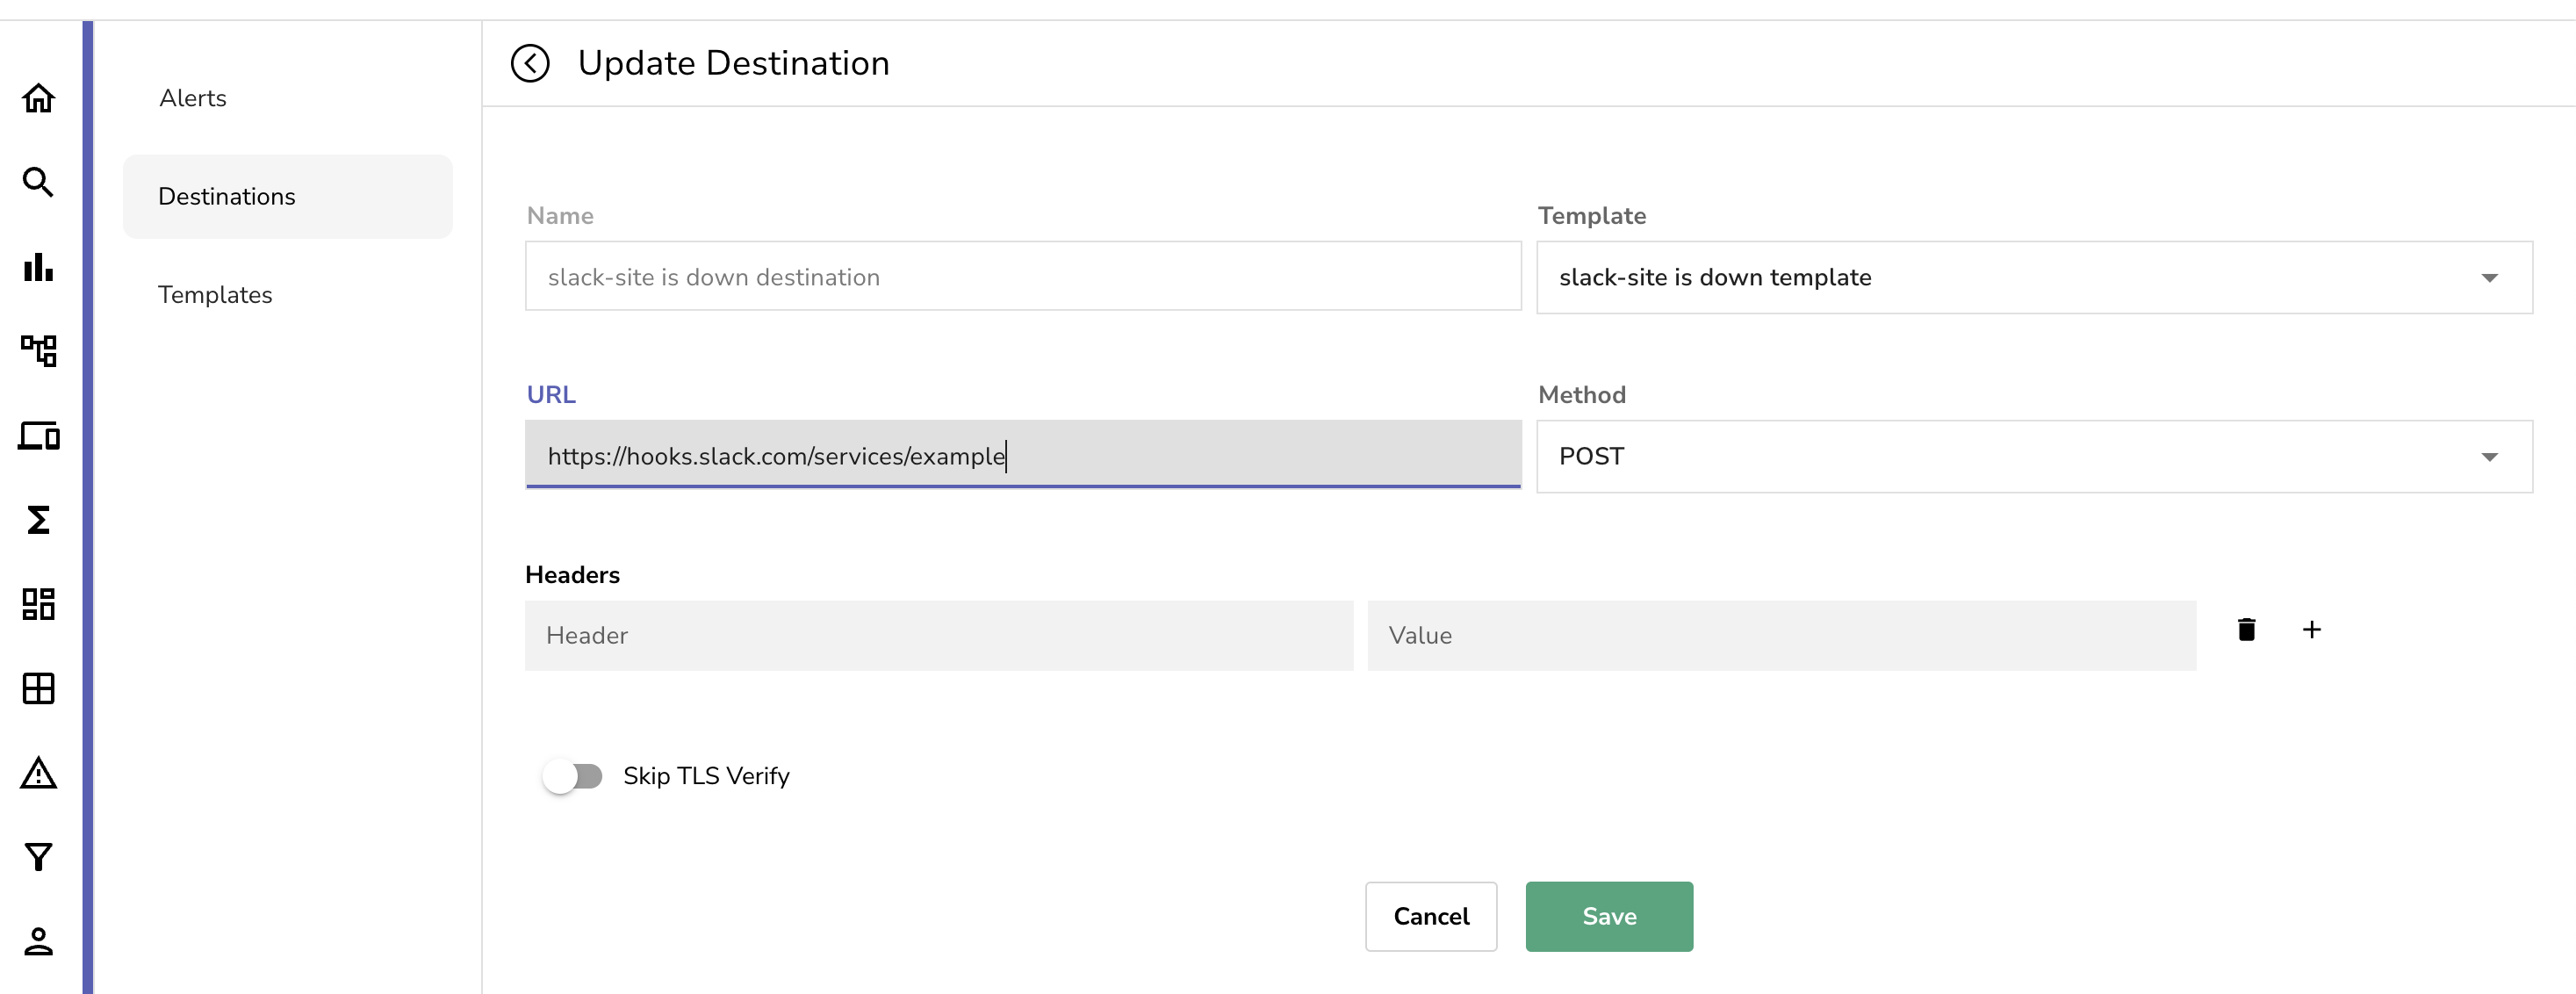 Update Destination
Alerts
Destinations
Templates
Name
slack-site is down destination
Template
slack-site is down template
URL
https://hooks.slack.com/services/example
Method
POST
Headers
Header
Value
Skip TLS Verify
Cancel
Save